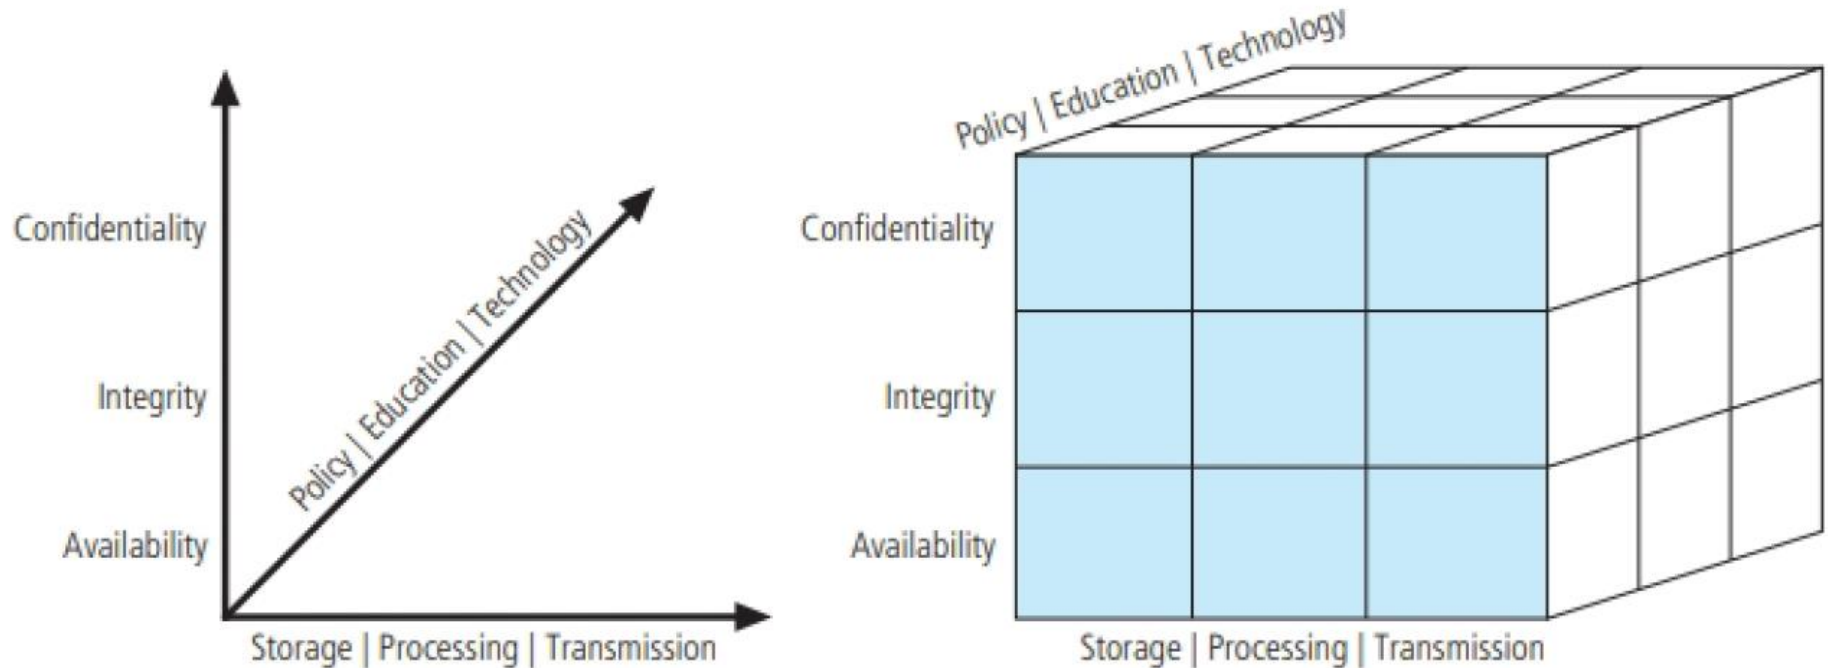 Confidentiality
Integrity
Availability
Policy | Education | Technology
Storage | Processing | Transmission
Policy | Education | Technology
Confidentiality
Integrity
Availability
Storage | Processing | Transmission